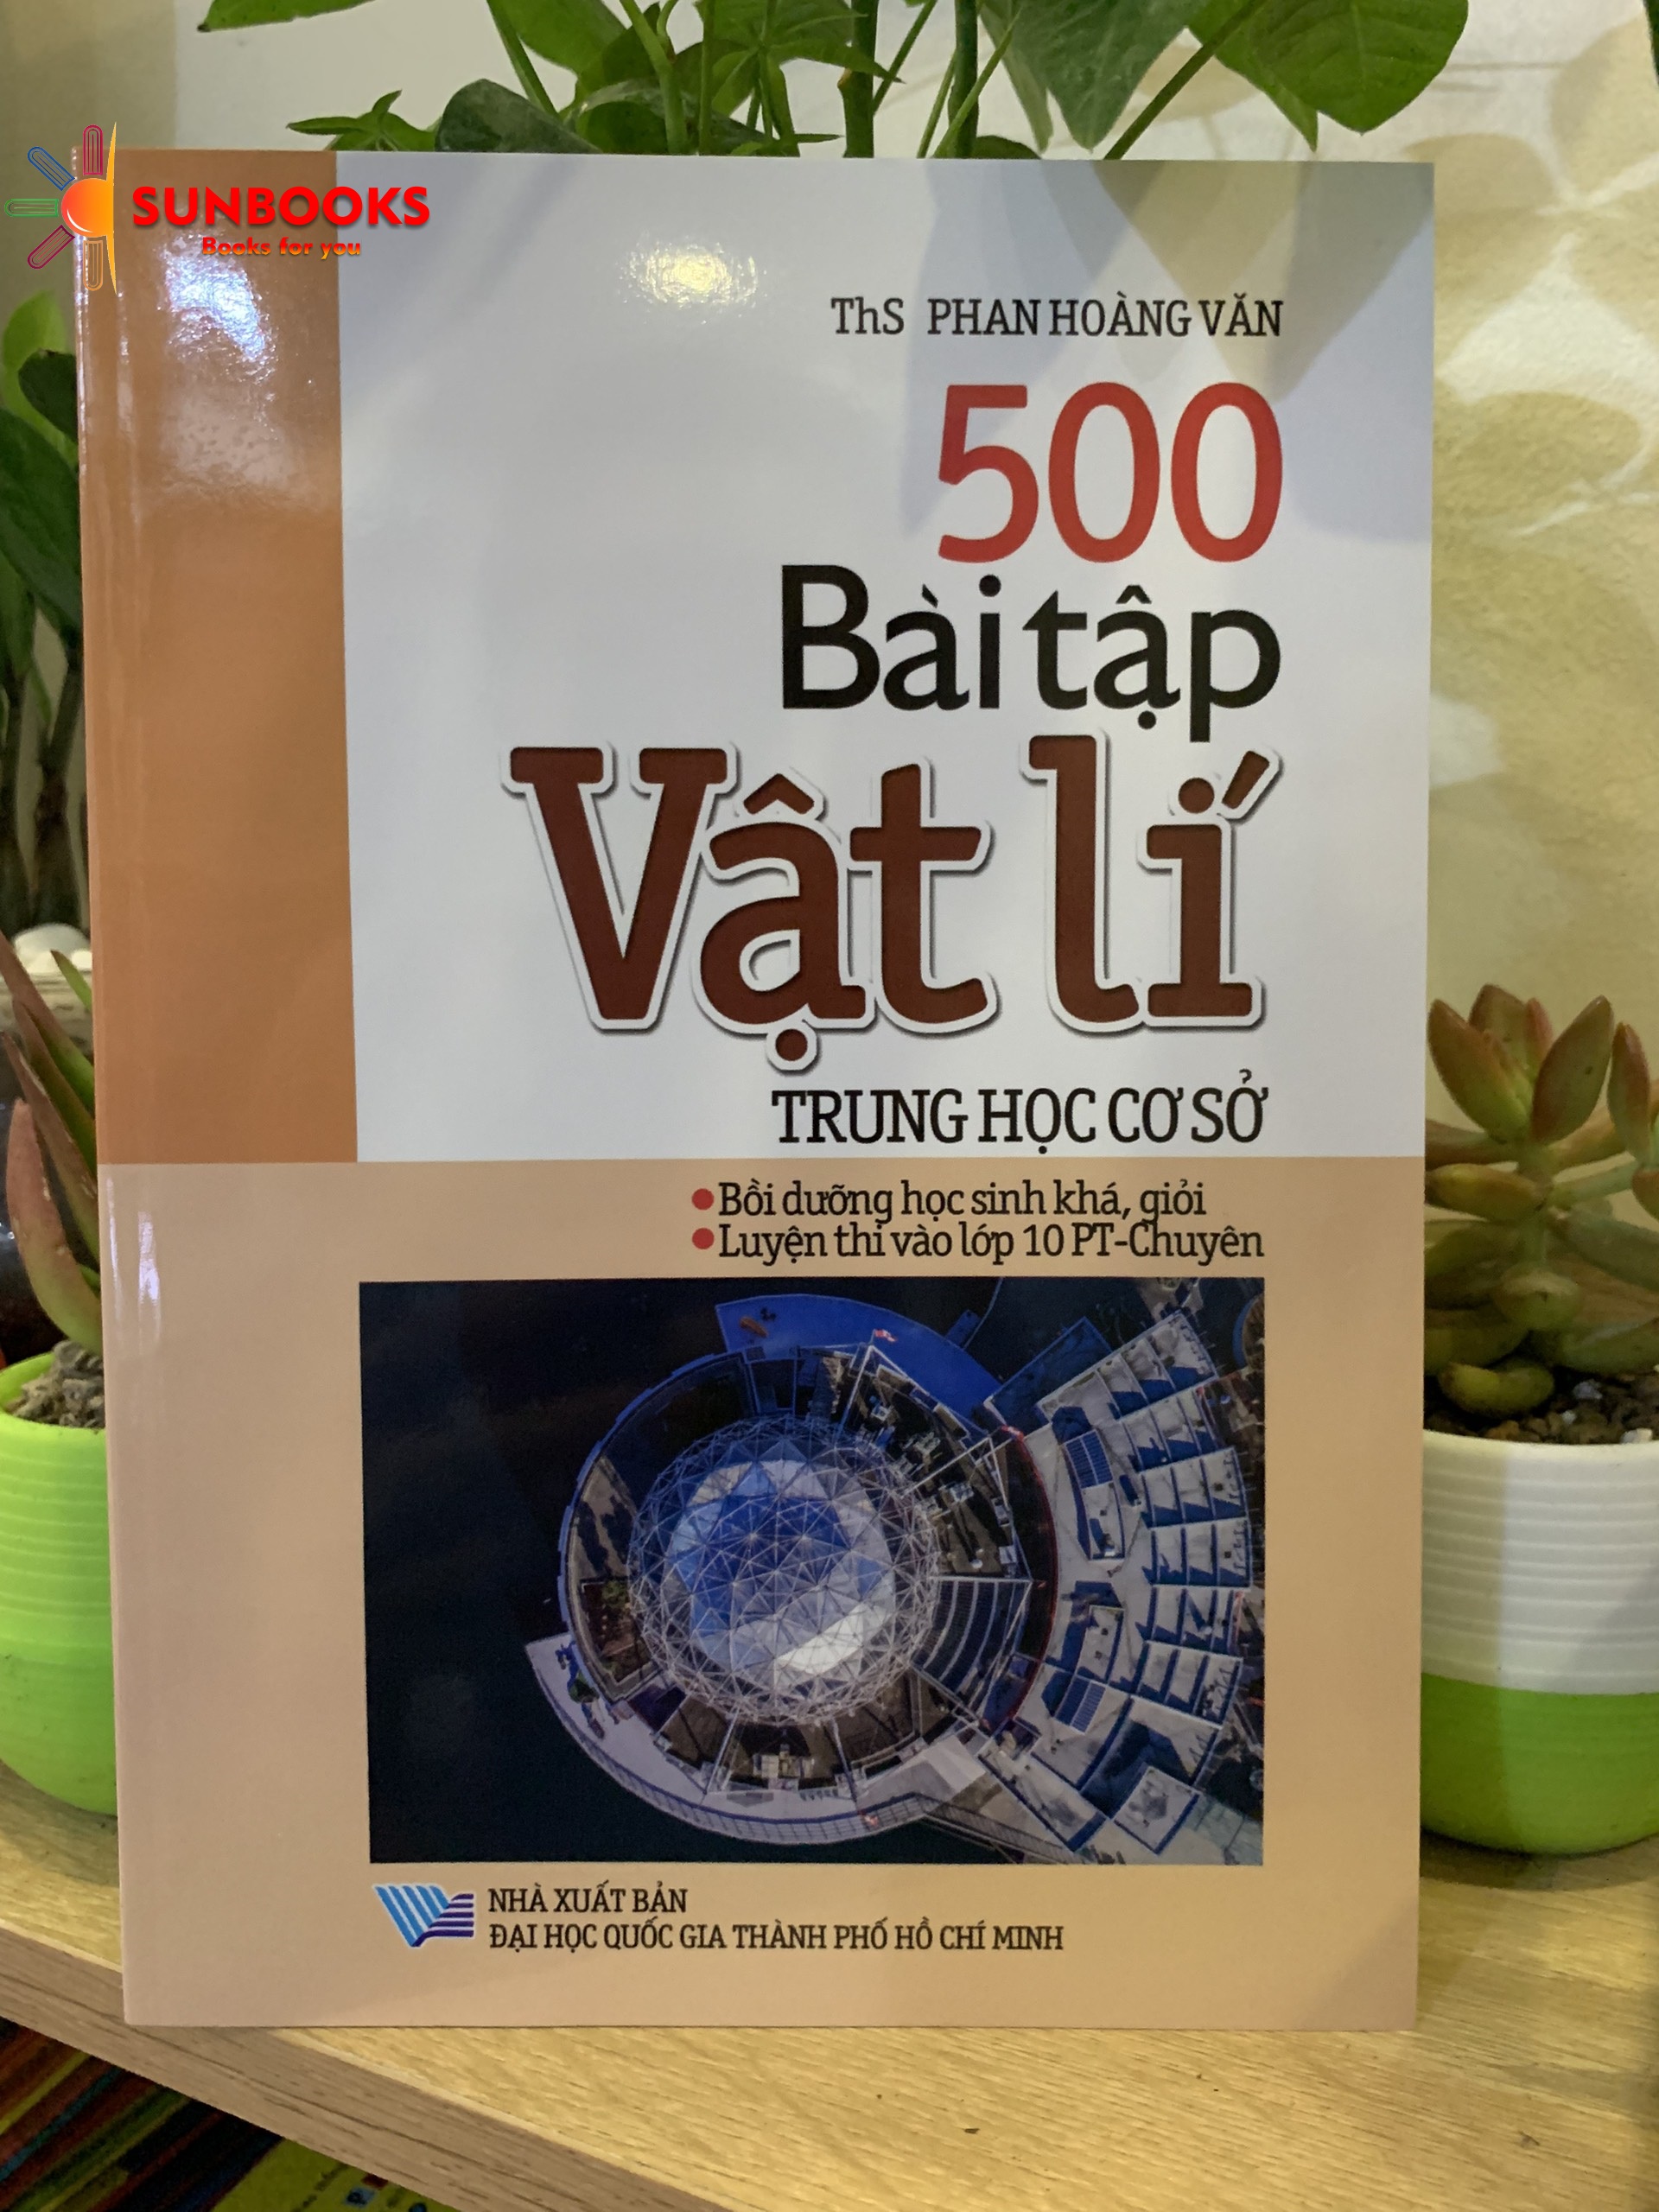 SUNBOOKS
Books for you
ThS PHAN HOÀNG VĂN
500
Bài tập
Vật lí
TRUNG HỌC CƠ SỞ
Bồi dưỡng học sinh khá, giỏi
Luyện thi vào lớp 10 PT-Chuyên
NHÀ XUẤT BẢN
ĐẠI HỌC QUỐC GIA THÀNH PHỐ HỒ CHÍ MINH